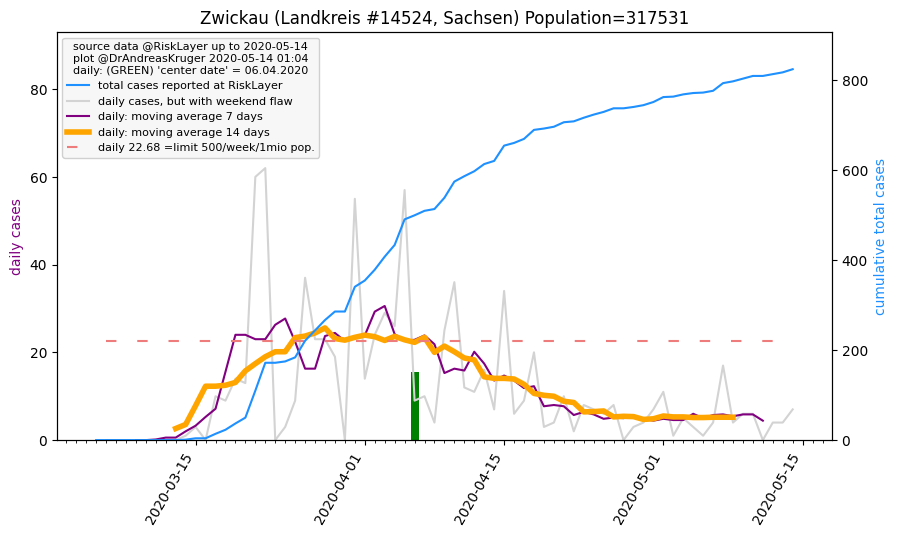 Zwickau (Landkreis #14524, Sachsen) Population=317531
source data @RiskLayer up to 2020-05-14
plot @DrAndreasKruger 2020-05-14 01:04
daily: (GREEN) 'center date' = 06.04.2020
total cases reported at RiskLayer
daily cases, but with weekend flaw
daily: moving average 7 days
daily: moving average 14 days
daily 22.68 =limit 500/week/1mio pop.
daily cases
80
60
40
20
0
cumulative total cases
800
600
400
200
0
2020-03-15
2020-04-01
2020-04-15
2020-05-01
2020-05-15